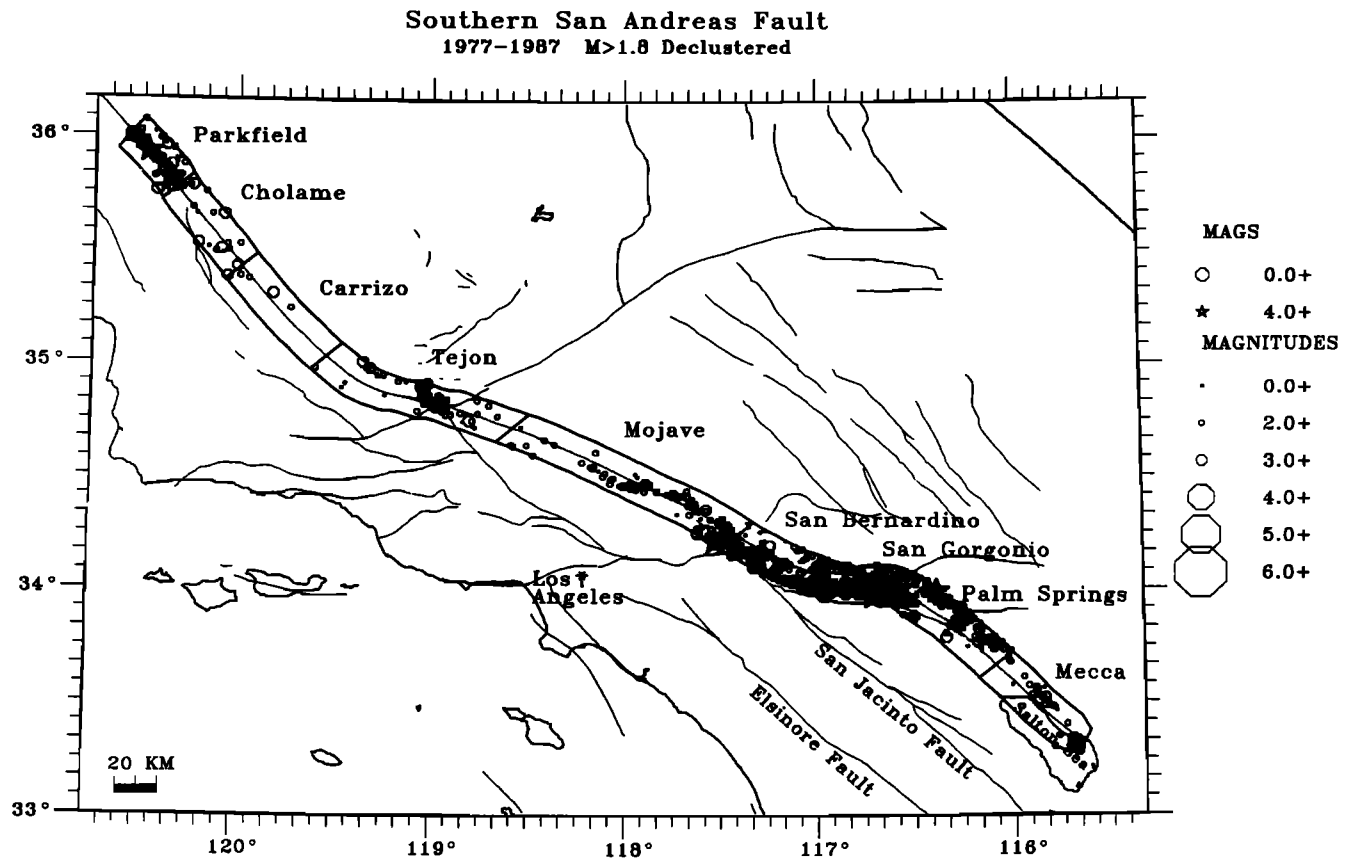 Southern San Andreas Fault
1977-1987 M>1.8 Declustered
36°
Parkfield
Cholame
Carrizo
35°
Tejon
Mojave
San Bernardino
San Gorgonio
34°
Los
Angeles
Palm Springs
Mecca
San Jacinto Fault
Elsinore Fault
Salton Sea
20 KM
33°
120°
119°
118°
117°
116°
MAGS
0.0+
4.0+
MAGNITUDES
0.0+
2.0+
3.0+
4.0+
5.0+
6.0+